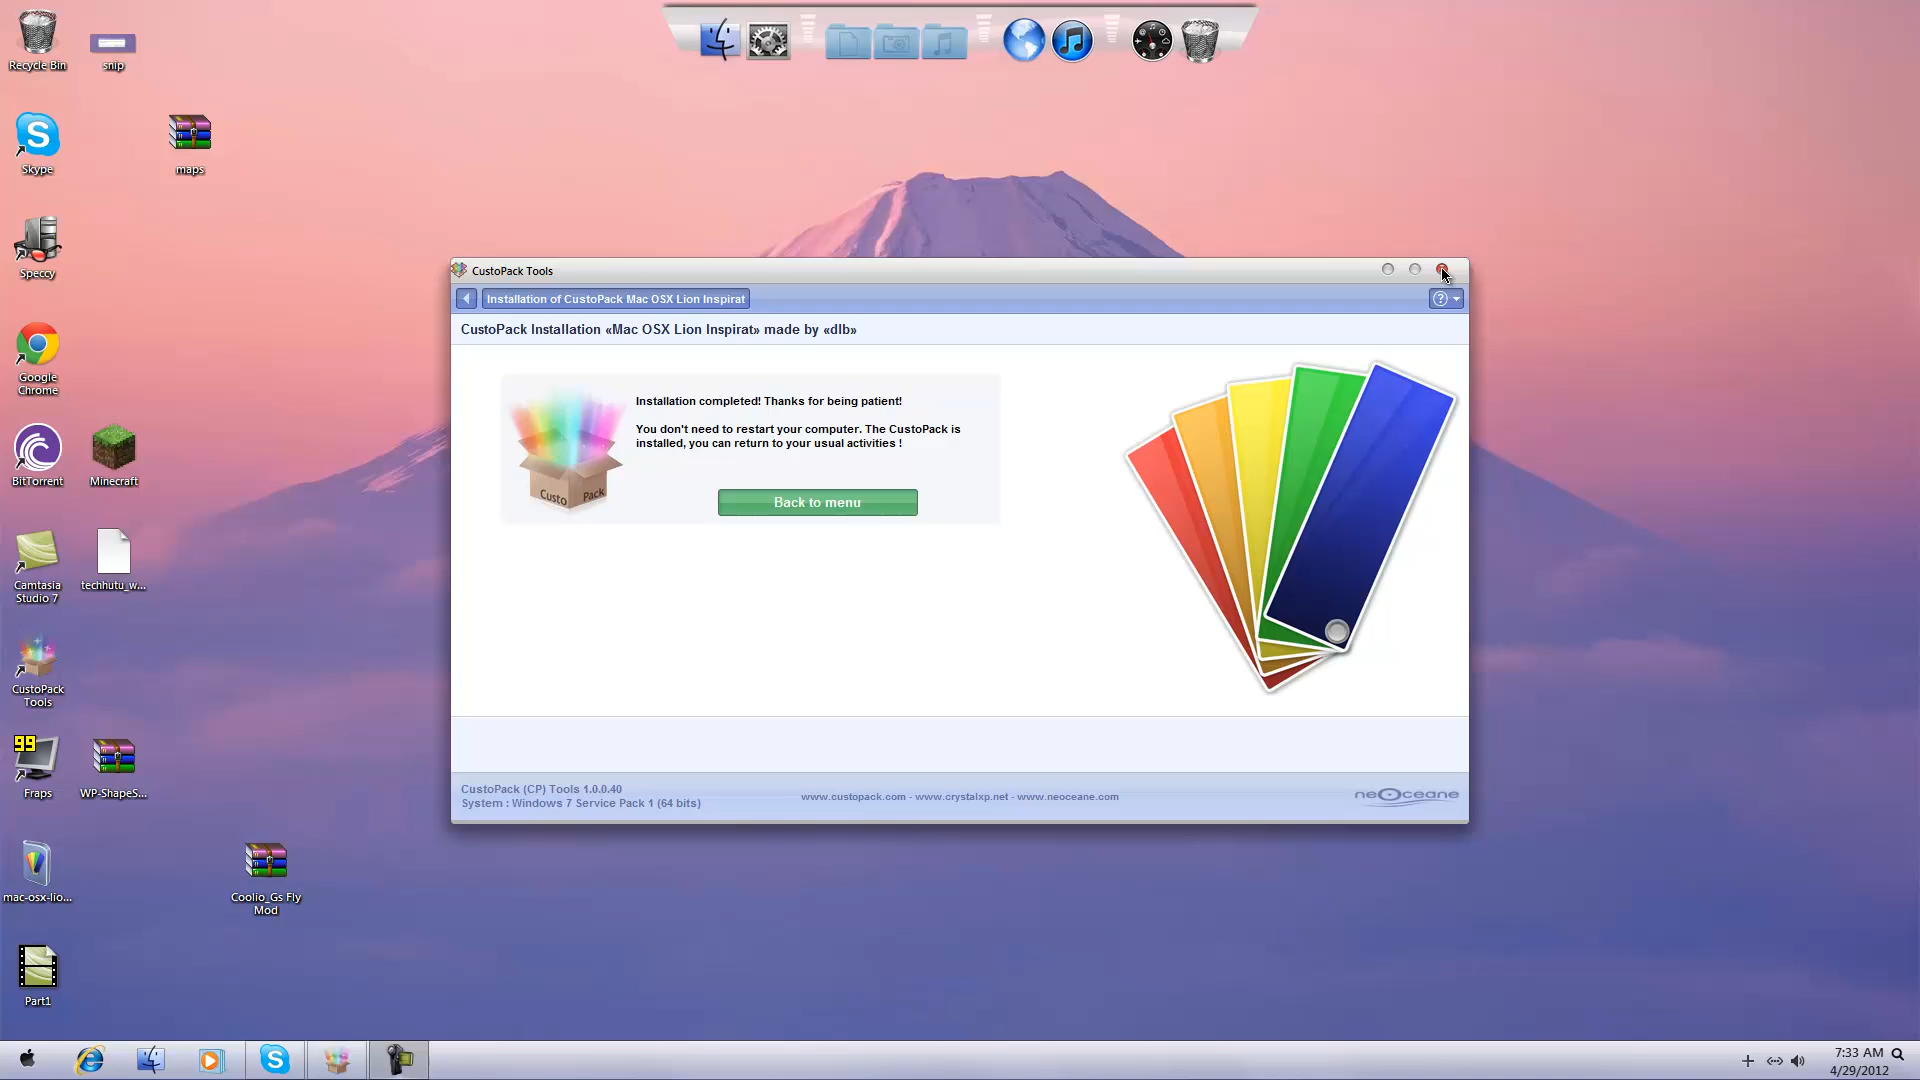 Recycle Bin
snip
Skype
maps
Speccy
Google
Chrome
BitTorrent
Minecraft
Camtasia
Studio 7
techhutu_w...
CustoPack
Tools
99
Fraps
WP-ShapeS...
mac-osx-lio...
Coolio_Gs Fly
Mod
Part1
CustoPack Tools
Installation of CustoPack Mac OSX Lion Inspirat
CustoPack Installation «Mac OSX Lion Inspirat» made by «dlb»
Installation completed! Thanks for being patient!
You don't need to restart your computer. The CustoPack is
installed, you can return to your usual activities !
Custo Pack
Back to menu
CustoPack (CP) Tools 1.0.0.40
System : Windows 7 Service Pack 1 (64 bits)
www.custopack.com - www.crystalxp.net - www.neoceane.com
neOceane
7:33 AM
4/29/2012